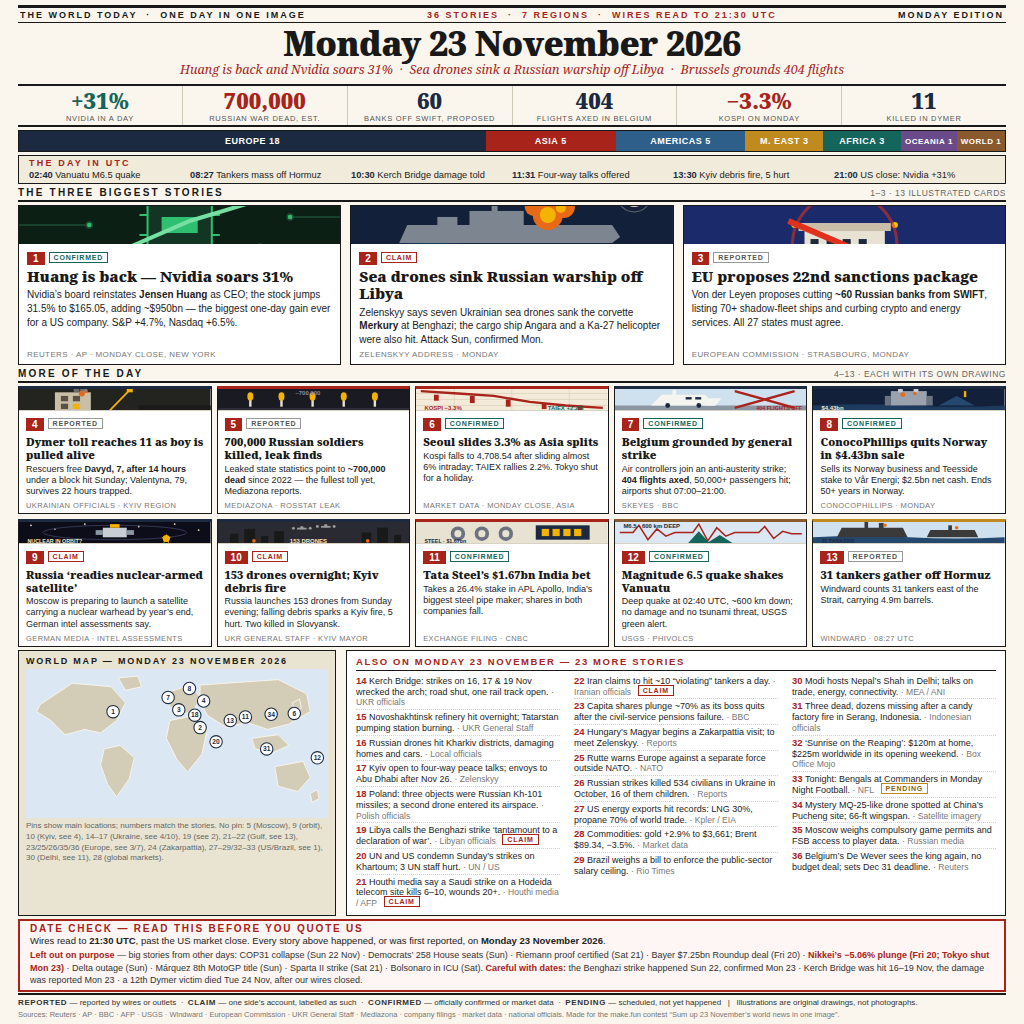 THE WORLD TODAY · ONE DAY IN ONE IMAGE
36 STORIES · 7 REGIONS · WIRES READ TO 21:30 UTC
MONDAY EDITION
Monday 23 November 2026
Huang is back and Nvidia soars 31% · Sea drones sink a Russian warship off Libya · Brussels grounds 404 flights
+31%
NVIDIA IN A DAY
700,000
RUSSIAN WAR DEAD, EST.
60
BANKS OFF SWIFT, PROPOSED
404
FLIGHTS AXED IN BELGIUM
−3.3%
KOSPI ON MONDAY
11
KILLED IN DYMER
EUROPE 18
ASIA 5
AMERICAS 5
M. EAST 3
AFRICA 3
OCEANIA 1
WORLD 1
THE DAY IN UTC
02:40 Vanuatu M6.5 quake
08:27 Tankers mass off Hormuz
10:30 Kerch Bridge damage told
11:31 Four-way talks offered
13:30 Kyiv debris fire, 5 hurt
21:00 US close: Nvidia +31%
THE THREE BIGGEST STORIES
1–3 · 13 ILLUSTRATED CARDS
1 CONFIRMED
Huang is back — Nvidia soars 31%
Nvidia's board reinstates Jensen Huang as CEO; the stock jumps
31.5% to $165.05, adding ~$950bn — the biggest one-day gain ever
for a US company. S&P +4.7%, Nasdaq +6.5%.
REUTERS · AP · MONDAY CLOSE, NEW YORK
2 CLAIM
Sea drones sink Russian warship off
Libya
Zelenskyy says seven Ukrainian sea drones sank the corvette
Merkury at Benghazi; the cargo ship Angara and a Ka-27 helicopter
were also hit. Attack Sun, confirmed Mon.
ZELENSKYY ADDRESS · MONDAY
3 REPORTED
EU proposes 22nd sanctions package
Von der Leyen proposes cutting ~60 Russian banks from SWIFT,
listing 70+ shadow-fleet ships and curbing crypto and energy
services. All 27 states must agree.
EUROPEAN COMMISSION · STRASBOURG, MONDAY
MORE OF THE DAY
4–13 · EACH WITH ITS OWN DRAWING
4 REPORTED
Dymer toll reaches 11 as boy is
pulled alive
Rescuers free Davyd, 7, after 14 hours
under a block hit Sunday; Valentyna, 79,
survives 22 hours trapped.
UKRAINIAN OFFICIALS · KYIV REGION
~700,000
5 REPORTED
700,000 Russian soldiers
killed, leak finds
Leaked state statistics point to ~700,000
dead since 2022 — the fullest toll yet,
Mediazona reports.
MEDIAZONA · ROSSTAT LEAK
KOSPI −3.3%
6 CONFIRMED
Seoul slides 3.3% as Asia splits
Kospi falls to 4,708.54 after sliding almost
6% intraday; TAIEX rallies 2.2%. Tokyo shut
for a holiday.
MARKET DATA · MONDAY CLOSE, ASIA
404 FLIGHTS OFF
7 CONFIRMED
Belgium grounded by general
strike
Air controllers join an anti-austerity strike;
404 flights axed, 50,000+ passengers hit;
airports shut 07:00–21:00.
SKEYES · BBC
$4.43bn
8 CONFIRMED
ConocoPhillips quits Norway
in $4.43bn sale
Sells its Norway business and Teesside
stake to Vår Energi; $2.5bn net cash. Ends
50+ years in Norway.
CONOCOPHILLIPS · MONDAY
NUCLEAR IN ORBIT?
9 CLAIM
Russia ‘readies nuclear-armed
satellite’
Moscow is preparing to launch a satellite
carrying a nuclear warhead by year's end,
German intel assessments say.
GERMAN MEDIA · INTEL ASSESSMENTS
153 DRONES
10 CLAIM
153 drones overnight; Kyiv
debris fire
Russia launches 153 drones from Sunday
evening; falling debris sparks a Kyiv fire, 5
hurt. Two killed in Slovyansk.
UKR GENERAL STAFF · KYIV MAYOR
STEEL · $1.67bn
11 CONFIRMED
Tata Steel's $1.67bn India bet
Takes a 26.4% stake in APL Apollo, India's
biggest steel pipe maker; shares in both
companies fall.
EXCHANGE FILING · CNBC
M6.5 · 600 km DEEP
12 CONFIRMED
Magnitude 6.5 quake shakes
Vanuatu
Deep quake at 02:40 UTC, ~600 km down;
no damage and no tsunami threat, USGS
green alert.
USGS · PHIVOLCS
13 REPORTED
31 tankers gather off Hormuz
Windward counts 31 tankers east of the
Strait, carrying 4.9m barrels.
WINDWARD · 08:27 UTC
WORLD MAP — MONDAY 23 NOVEMBER 2026
8
7
4
1
3
18
13
11
34
6
2
20
31
12
Pins show main locations; numbers match the stories. No pin: 5 (Moscow), 9 (orbit),
10 (Kyiv, see 4), 14–17 (Ukraine, see 4/10), 19 (see 2), 21–22 (Gulf, see 13),
23/25/26/35/36 (Europe, see 3/7), 24 (Zakarpattia), 27–29/32–33 (US/Brazil, see 1),
30 (Delhi, see 11), 28 (global markets).
ALSO ON MONDAY 23 NOVEMBER — 23 MORE STORIES
14 Kerch Bridge: strikes on 16, 17 & 19 Nov
wrecked the arch; road shut, one rail track open. ·
UKR officials
15 Novoshakhtinsk refinery hit overnight; Tatarstan
pumping station burning. · UKR General Staff
16 Russian drones hit Kharkiv districts, damaging
homes and cars. · Local officials
17 Kyiv open to four-way peace talks; envoys to
Abu Dhabi after Nov 26. · Zelenskyy
18 Poland: three objects were Russian Kh-101
missiles; a second drone entered its airspace. ·
Polish officials
19 Libya calls the Benghazi strike ‘tantamount to a
declaration of war’. · Libyan officials CLAIM
20 UN and US condemn Sunday's strikes on
Khartoum; 3 UN staff hurt. · UN / US
21 Houthi media say a Saudi strike on a Hodeida
telecom site kills 6–10, wounds 20+. · Houthi media
/ AFP CLAIM
22 Iran claims to hit ~10 “violating” tankers a day. ·
Iranian officials CLAIM
23 Capita shares plunge ~70% as its boss quits
after the civil-service pensions failure. · BBC
24 Hungary's Magyar begins a Zakarpattia visit; to
meet Zelenskyy. · Reports
25 Rutte warns Europe against a separate force
outside NATO. · NATO
26 Russian strikes killed 534 civilians in Ukraine in
October, 16 of them children. · Reports
27 US energy exports hit records: LNG 30%,
propane 70% of world trade. · Kpler / EIA
28 Commodities: gold +2.9% to $3,661; Brent
$89.34, −3.5%. · Market data
29 Brazil weighs a bill to enforce the public-sector
salary ceiling. · Rio Times
30 Modi hosts Nepal's Shah in Delhi; talks on
trade, energy, connectivity. · MEA / ANI
31 Three dead, dozens missing after a candy
factory fire in Serang, Indonesia. · Indonesian
officials
32 ‘Sunrise on the Reaping’: $120m at home,
$225m worldwide in its opening weekend. · Box
Office Mojo
33 Tonight: Bengals at Commanders in Monday
Night Football. · NFL PENDING
34 Mystery MQ-25-like drone spotted at China's
Pucheng site; 66-ft wingspan. · Satellite imagery
35 Moscow weighs compulsory game permits and
FSB access to player data. · Russian media
36 Belgium's De Wever sees the king again, no
budget deal; sets Dec 31 deadline. · Reuters
DATE CHECK — READ THIS BEFORE YOU QUOTE US
Wires read to 21:30 UTC, past the US market close. Every story above happened, or was first reported, on Monday 23 November 2026.
Left out on purpose — big stories from other days: COP31 collapse (Sun 22 Nov) · Democrats' 258 House seats (Sun) · Riemann proof certified (Sat 21) · Bayer $7.25bn Roundup deal (Fri 20) · Nikkei's −5.06% plunge (Fri 20; Tokyo shut
Mon 23) · Delta outage (Sun) · Márquez 8th MotoGP title (Sun) · Sparta II strike (Sat 21) · Bolsonaro in ICU (Sat). Careful with dates: the Benghazi strike happened Sun 22, confirmed Mon 23 · Kerch Bridge was hit 16–19 Nov, the damage
was reported Mon 23 · a 12th Dymer victim died Tue 24 Nov, after our wires closed.
REPORTED — reported by wires or outlets · CLAIM — one side's account, labelled as such · CONFIRMED — officially confirmed or market data · PENDING — scheduled, not yet happened | Illustrations are original drawings, not photographs.
Sources: Reuters · AP · BBC · AFP · USGS · Windward · European Commission · UKR General Staff · Mediazona · company filings · market data · national officials. Made for the make.fun contest "Sum up 23 November's world news in one image".